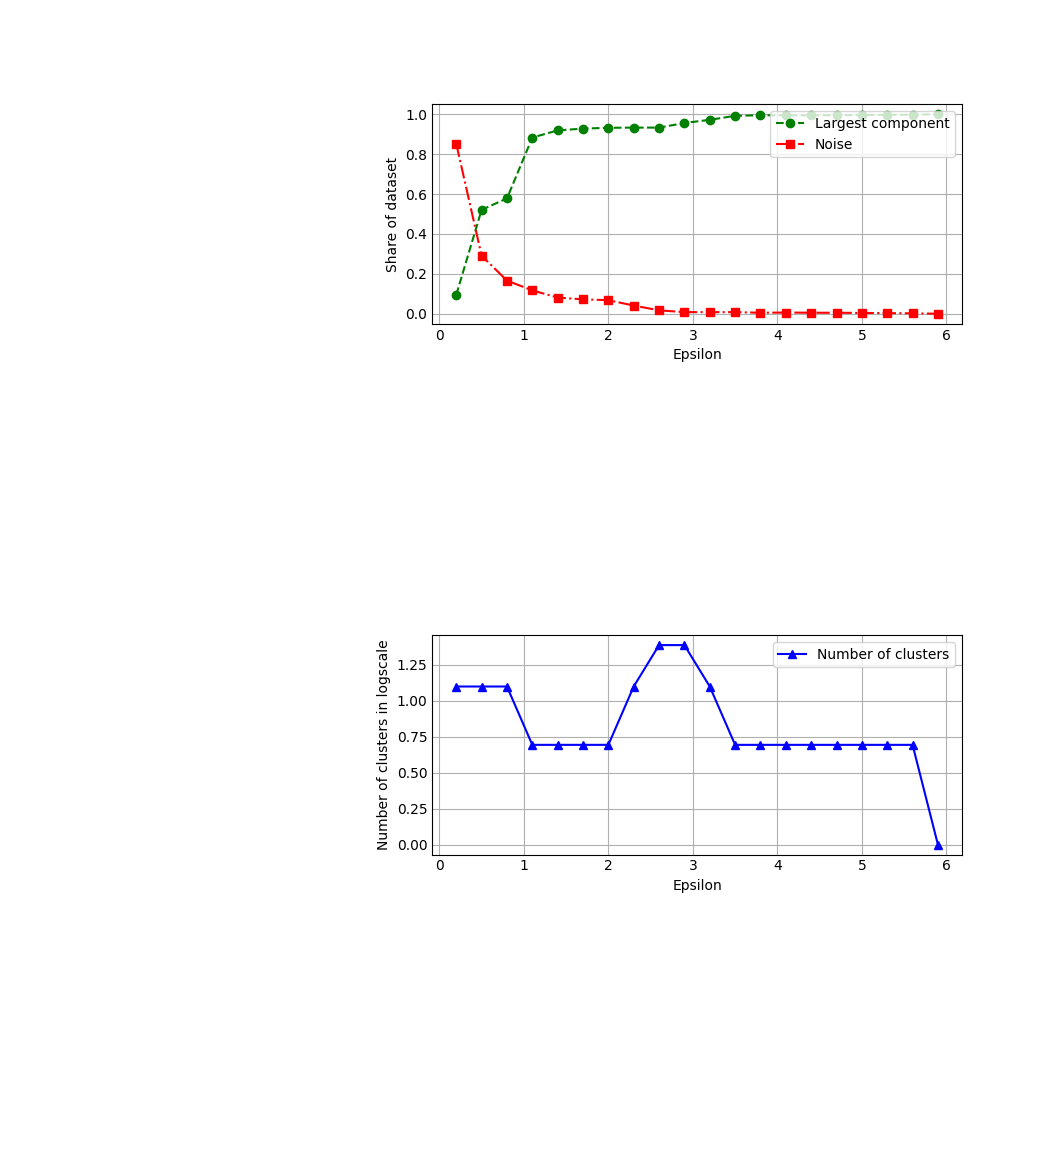 1.0
0.8
0.6
0.4
0.2
0.0
Share of dataset
Largest component
Noise
0 1 2 3 4 5 6
Epsilon
1.25
1.00
0.75
0.50
0.25
0.00
Number of clusters in logscale
Number of clusters
0 1 2 3 4 5 6
Epsilon